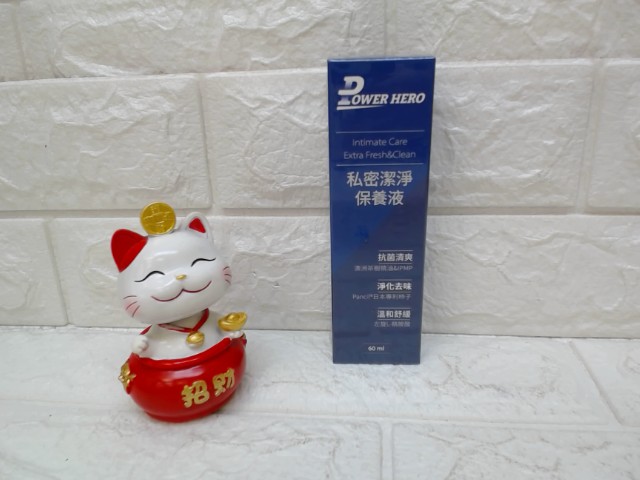 POWER HERO
Intimate Care
Extra Fresh&Clean
私密潔淨
保養液
抗菌清爽
淨化去味
溫和舒緩
60 ml
招財